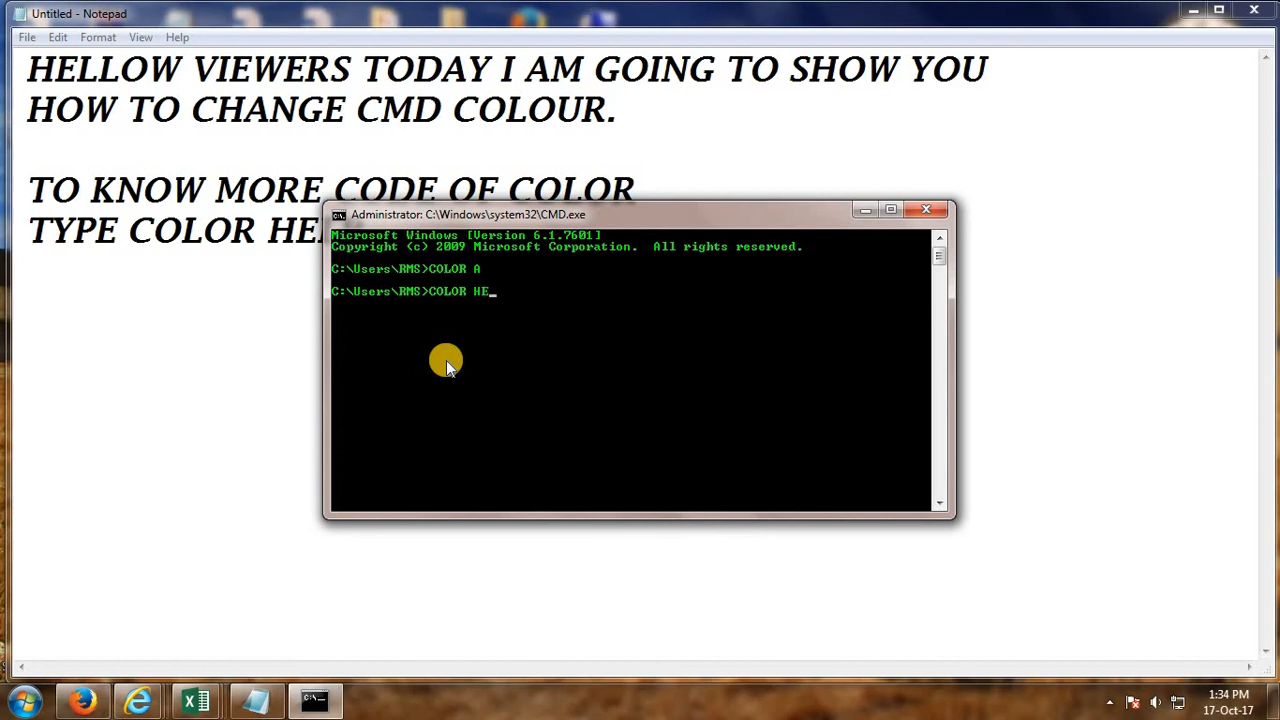 Untitled - Notepad
File Edit Format View Help
HELLOW VIEWERS TODAY I AM GOING TO SHOW YOU
HOW TO CHANGE CMD COLOUR.
TO KNOW MORE CODE OF COLOR
TYPE COLOR
Administrator: C:\Windows\system32\CMD.exe
Microsoft Windows [Version 6.1.7601]
Copyright (c) 2009 Microsoft Corporation.  All rights reserved.
C:\Users\RMS>COLOR A
C:\Users\RMS>COLOR HE_
1:34 PM
17-Oct-17